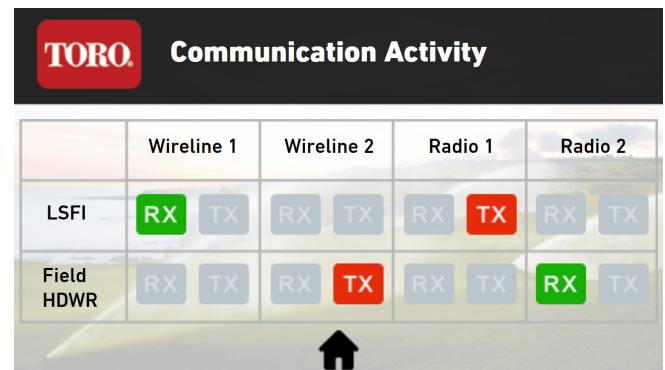 TORO.
Communication Activity
Wireline 1 Wireline 2 Radio 1 Radio 2
LSFI RX TX RX TX RX TX RX TX
Field
HDWR RX TX RX TX RX TX RX TX